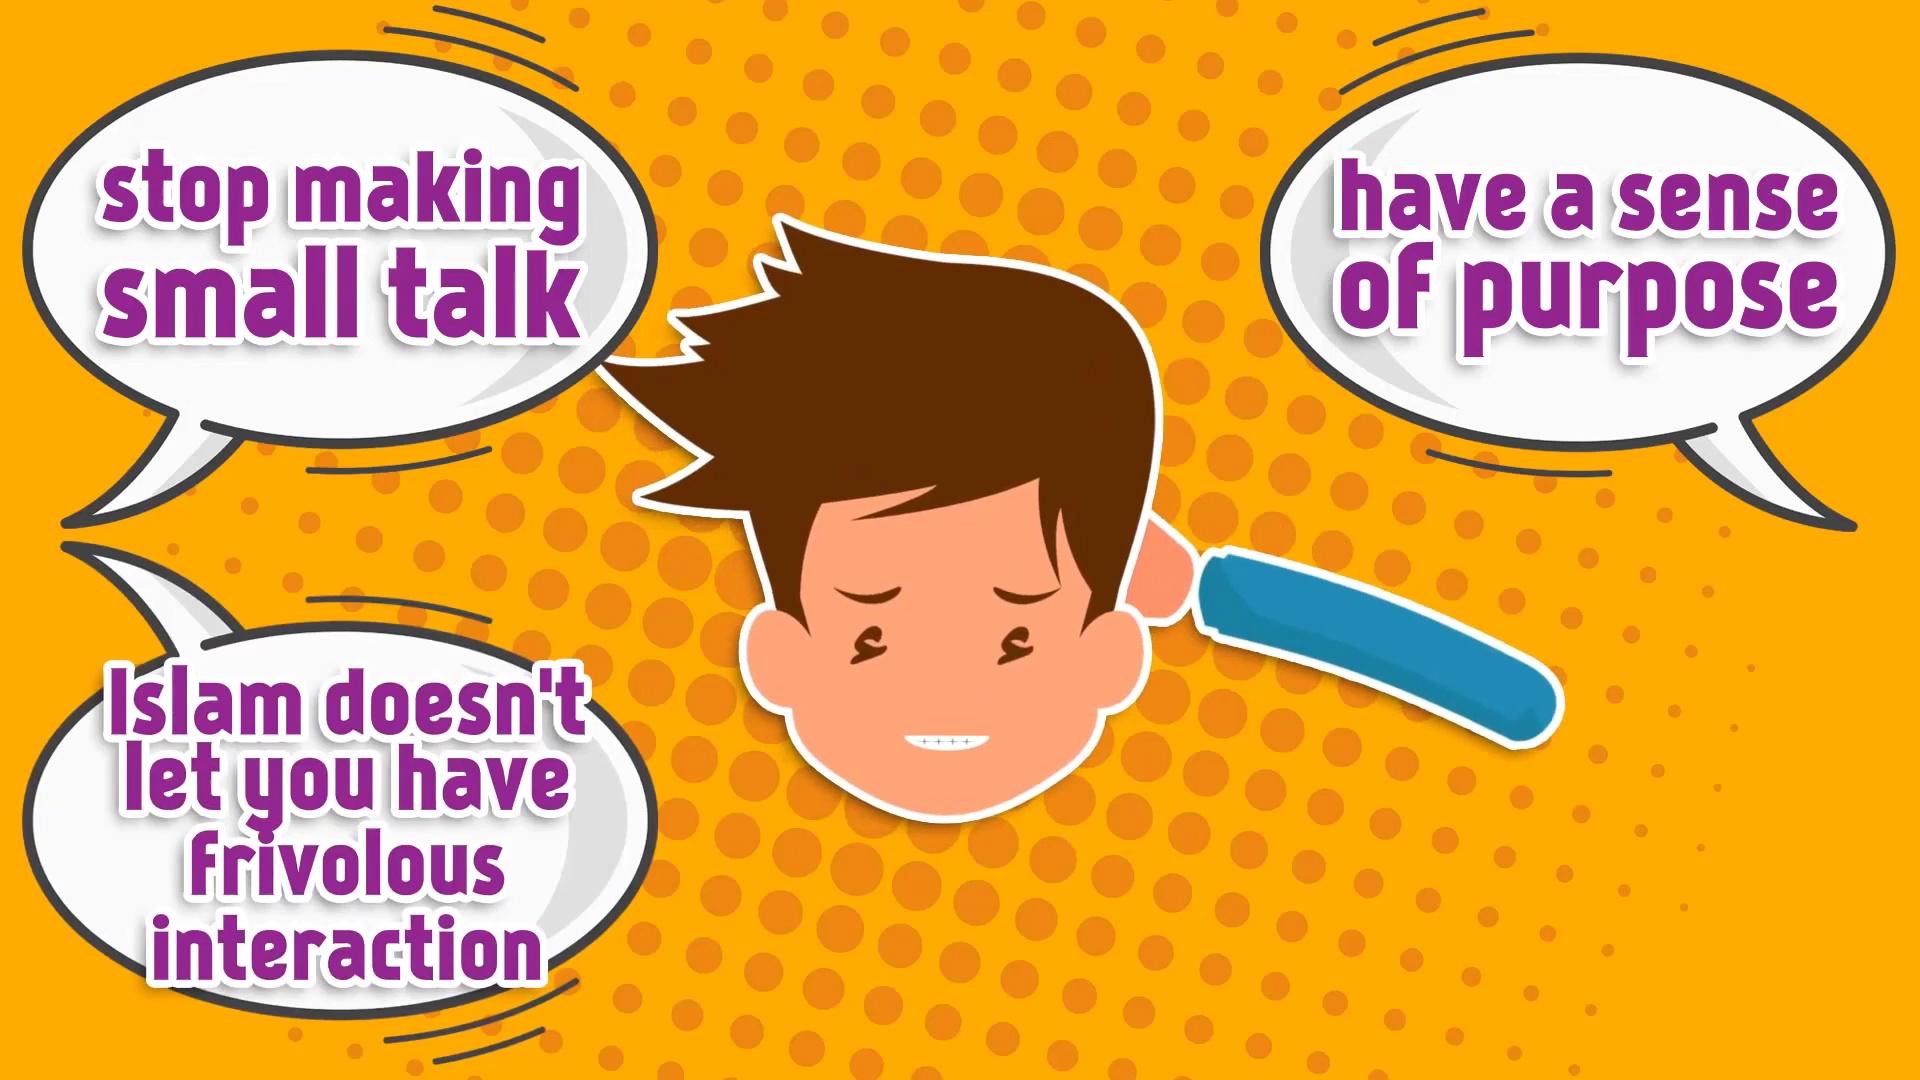 stop making
small talk
have a sense
of purpose
Islam doesn't
let you have
frivolous
interaction